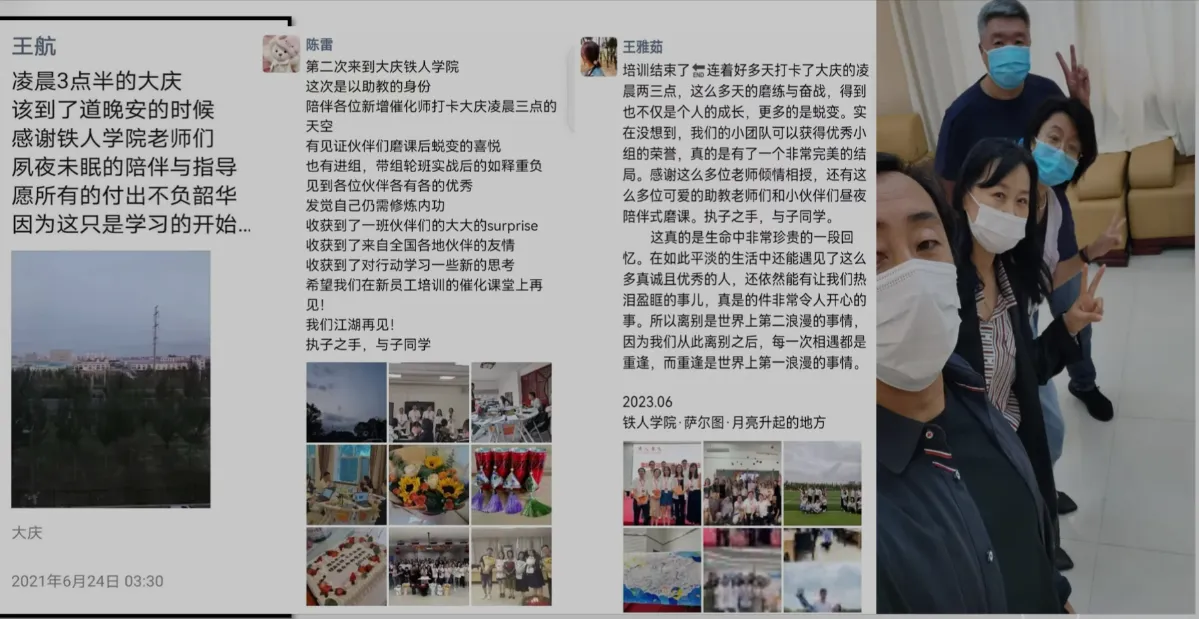 王航
凌晨3点半的大庆
该到了道晚安的时候
感谢铁人学院老师们
夙夜未眠的陪伴与指导
愿所有的付出不负韶华
因为这只是学习的开始...
大庆
2021年6月24日 03:30
陈雷
第二次来到大庆铁人学院
这次是以助教的身份
陪伴各位新增催化师打卡大庆凌晨三点的
天空
有见证伙伴们磨课后蜕变的喜悦
也有进组，带组轮班实战后的如释重负
见到各位伙伴各有各的优秀
发觉自己仍需修炼内功
收获到了一班伙伴们的大大的surprise
收获到了来自全国各地伙伴的友情
收获到了对行动学习一些新的思考
希望我们在新员工培训的催化课堂上再
见！
我们江湖再见！
执子之手，与子同学
王雅茹
培训结束了🔚连着好多天打卡了大庆的凌
晨两三点，这么多天的磨练与奋战，得到
也不仅是个人的成长，更多的是蜕变。实
在没想到，我们的小团队可以获得优秀小
组的荣誉，真的是有了一个非常完美的结
局。感谢这么多位老师倾情相授，还有这
么多位可爱的助教老师们和小伙伴们昼夜
陪伴式磨课。执子之手，与子同学。
这真的是生命中非常珍贵的一段回
忆。在如此平淡的生活中还能遇见了这么
多真诚且优秀的人，还依然能有让我们热
泪盈眶的事儿，真的是件非常令人开心的
事。所以离别是世界上第二浪漫的事情，
因为我们从此离别之后，每一次相遇都是
重逢，而重逢是世界上第一浪漫的事情。
2023.06
铁人学院·萨尔图·月亮升起的地方